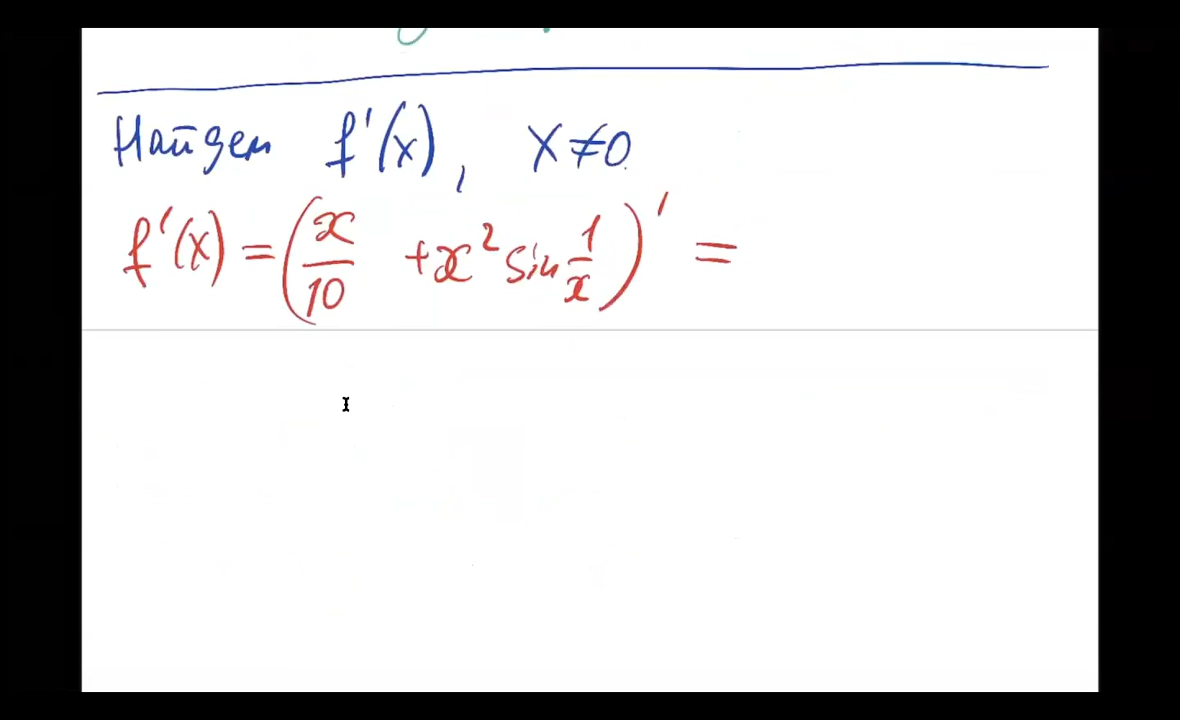 Найдем f'(x), x≠0
f'(x) = (x/10 + x² sin 1/x)' =